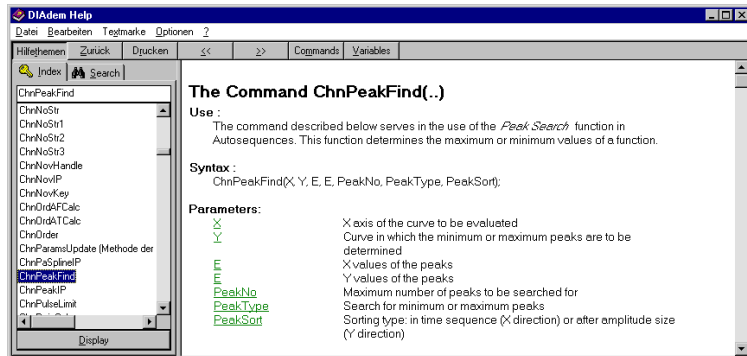 DIAdem Help
Datei Bearbeiten Textmarke Optionen ?
Hilfethemen Zurück Drucken << >> Commands Variables
Index Search
ChnPeakFind
ChnNoStr
ChnNoStr1
ChnNoStr2
ChnNoStr3
ChnNovHandle
ChnNovIP
ChnNovKey
ChnOrdAFCalc
ChnOrdATCalc
ChnOrder
ChnParamsUpdate (Methode der
ChnPaSplineIP
ChnPeakFind
ChnPeakIP
ChnPulseLimit
Display
The Command ChnPeakFind(..)
Use :
The command described below serves in the use of the Peak Search function in
Autosequences. This function determines the maximum or minimum values of a function.
Syntax :
ChnPeakFind(X, Y, E, E, PeakNo, PeakType, PeakSort);
Parameters:
X X axis of the curve to be evaluated
Y Curve in which the minimum or maximum peaks are to be
determined
E X values of the peaks
E Y values of the peaks
PeakNo Maximum number of peaks to be searched for
PeakType Search for minimum or maximum peaks
PeakSort Sorting type: in time sequence (X direction) or after amplitude size
(Y direction)